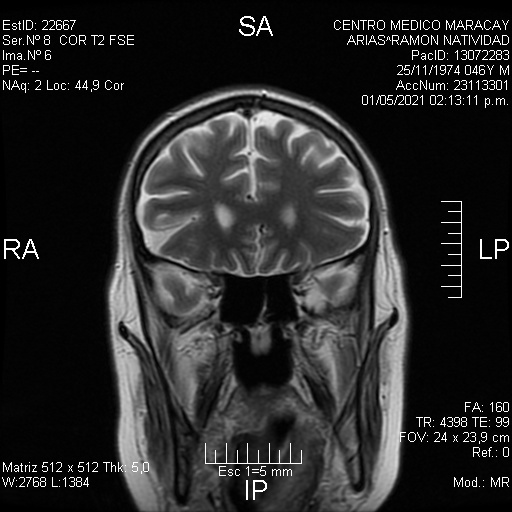 EstID: 22667
Ser.Nº 8 COR T2 FSE
Ima.Nº 6
PE= --
NAq: 2 Loc: 44,9 Cor
SA
CENTRO MEDICO MARACAY
ARIAS^RAMON NATIVIDAD
PacID: 13072283
25/11/1974 046Y M
AccNum: 23113301
01/05/2021 02:13:11 p.m.
RA
LP
FA: 160
TR: 4398 TE: 99
FOV: 24 x 23,9 cm
Ref.: 0
Mod.: MR
Matriz 512 x 512 Thk: 5,0
W:2768 L:1384
Esc 1=5 mm
IP